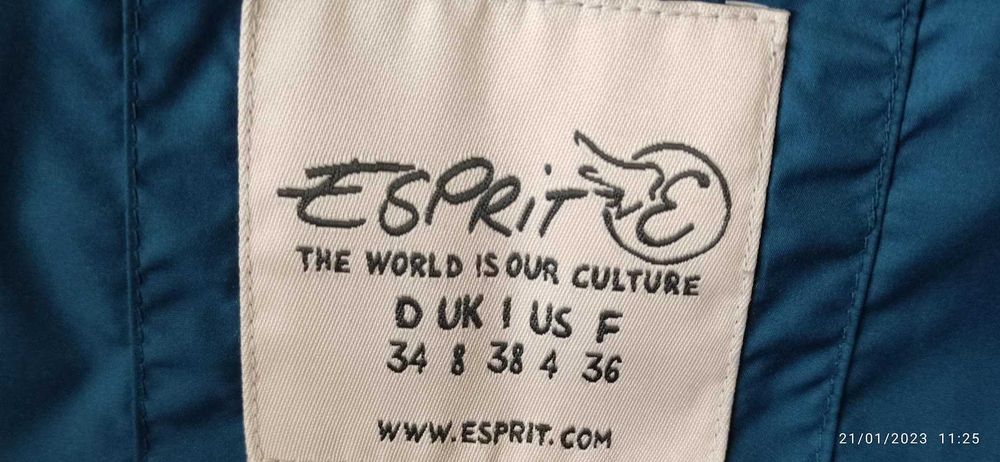 ESPRIT E
THE WORLD IS OUR CULTURE
D UK I US F
34 8 38 4 36
WWW.ESPRIT.COM
21/01/2023 11:25